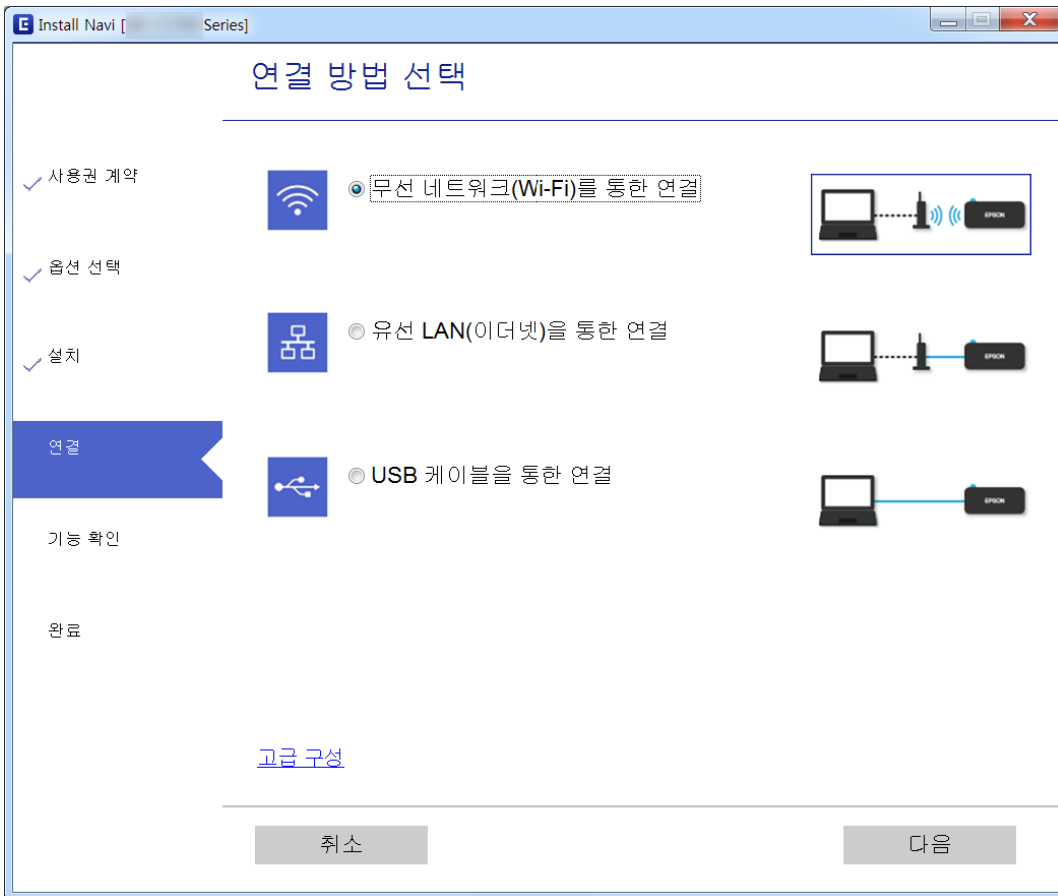 Install Navi [ Series]
연결 방법 선택
사용권 계약
옵션 선택
설치
연결
기능 확인
완료
무선 네트워크(Wi-Fi)를 통한 연결
EPSON
유선 LAN(이더넷)을 통한 연결
EPSON
USB 케이블을 통한 연결
EPSON
고급 구성
취소
다음